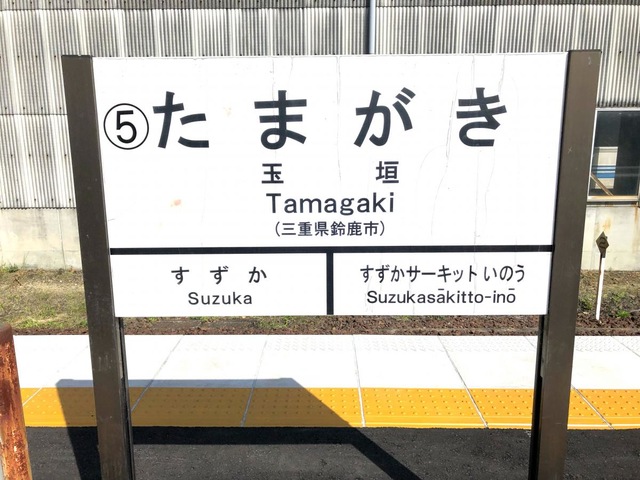 ⑤たまがき
玉垣
Tamagaki
(三重県鈴鹿市)
すずか
Suzuka
すずかサーキットいのう
Suzukasākitto-inō